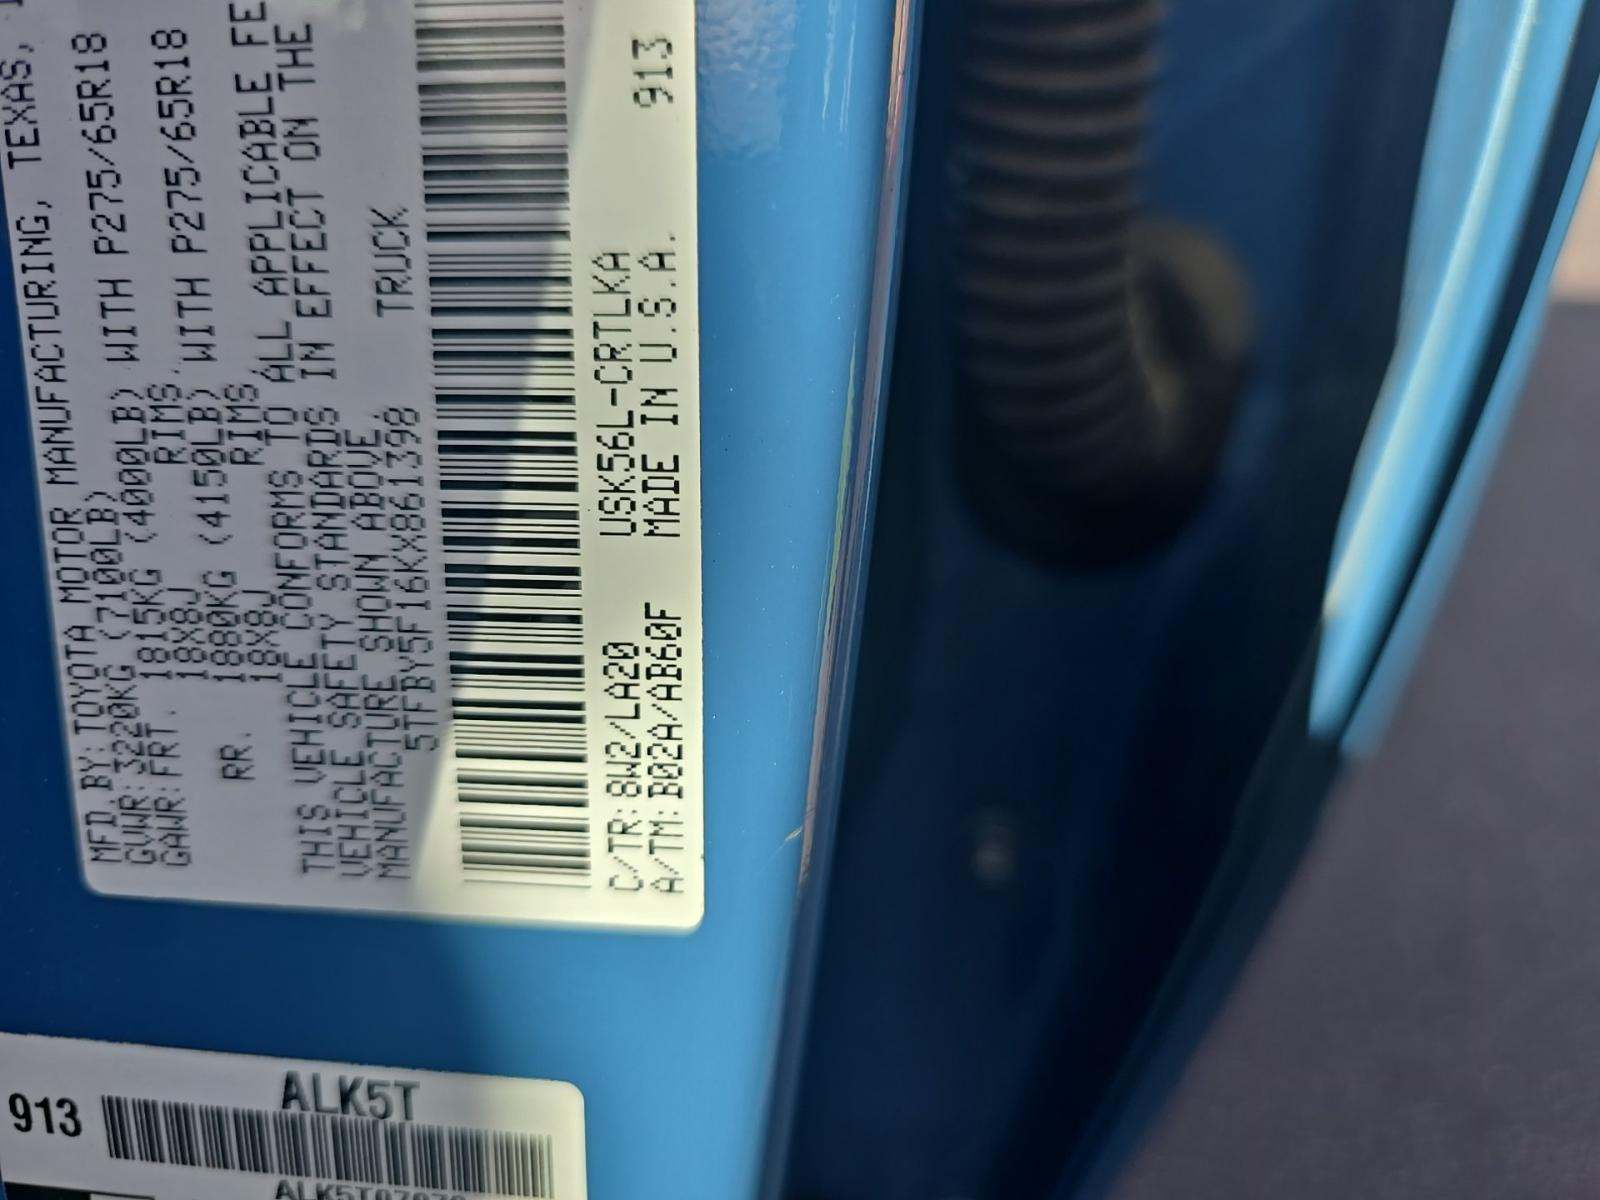 MFD.BY:TOYOTA MOTOR MANUFACTURING, TEXAS,
GVWR:3220KG (7100LB)
GAWR:FRT. 1815KG (4000LB) WITH P275/65R18
18X8J RIMS,
RR. 1880KG (4150LB) WITH P275/65R18
18X8J RIMS,
THIS VEHICLE CONFORMS TO ALL APPLICABLE FE
VEHICLE SAFETY STANDARDS IN EFFECT ON THE
MANUFACTURE SHOWN ABOVE.
5TFBY5F16KX861398 TRUCK
C/TR:8W2/LA20 USK56L-CRTLKA
A/TM:B02A/AB60F MADE IN U.S.A. 913
913 ALK5T